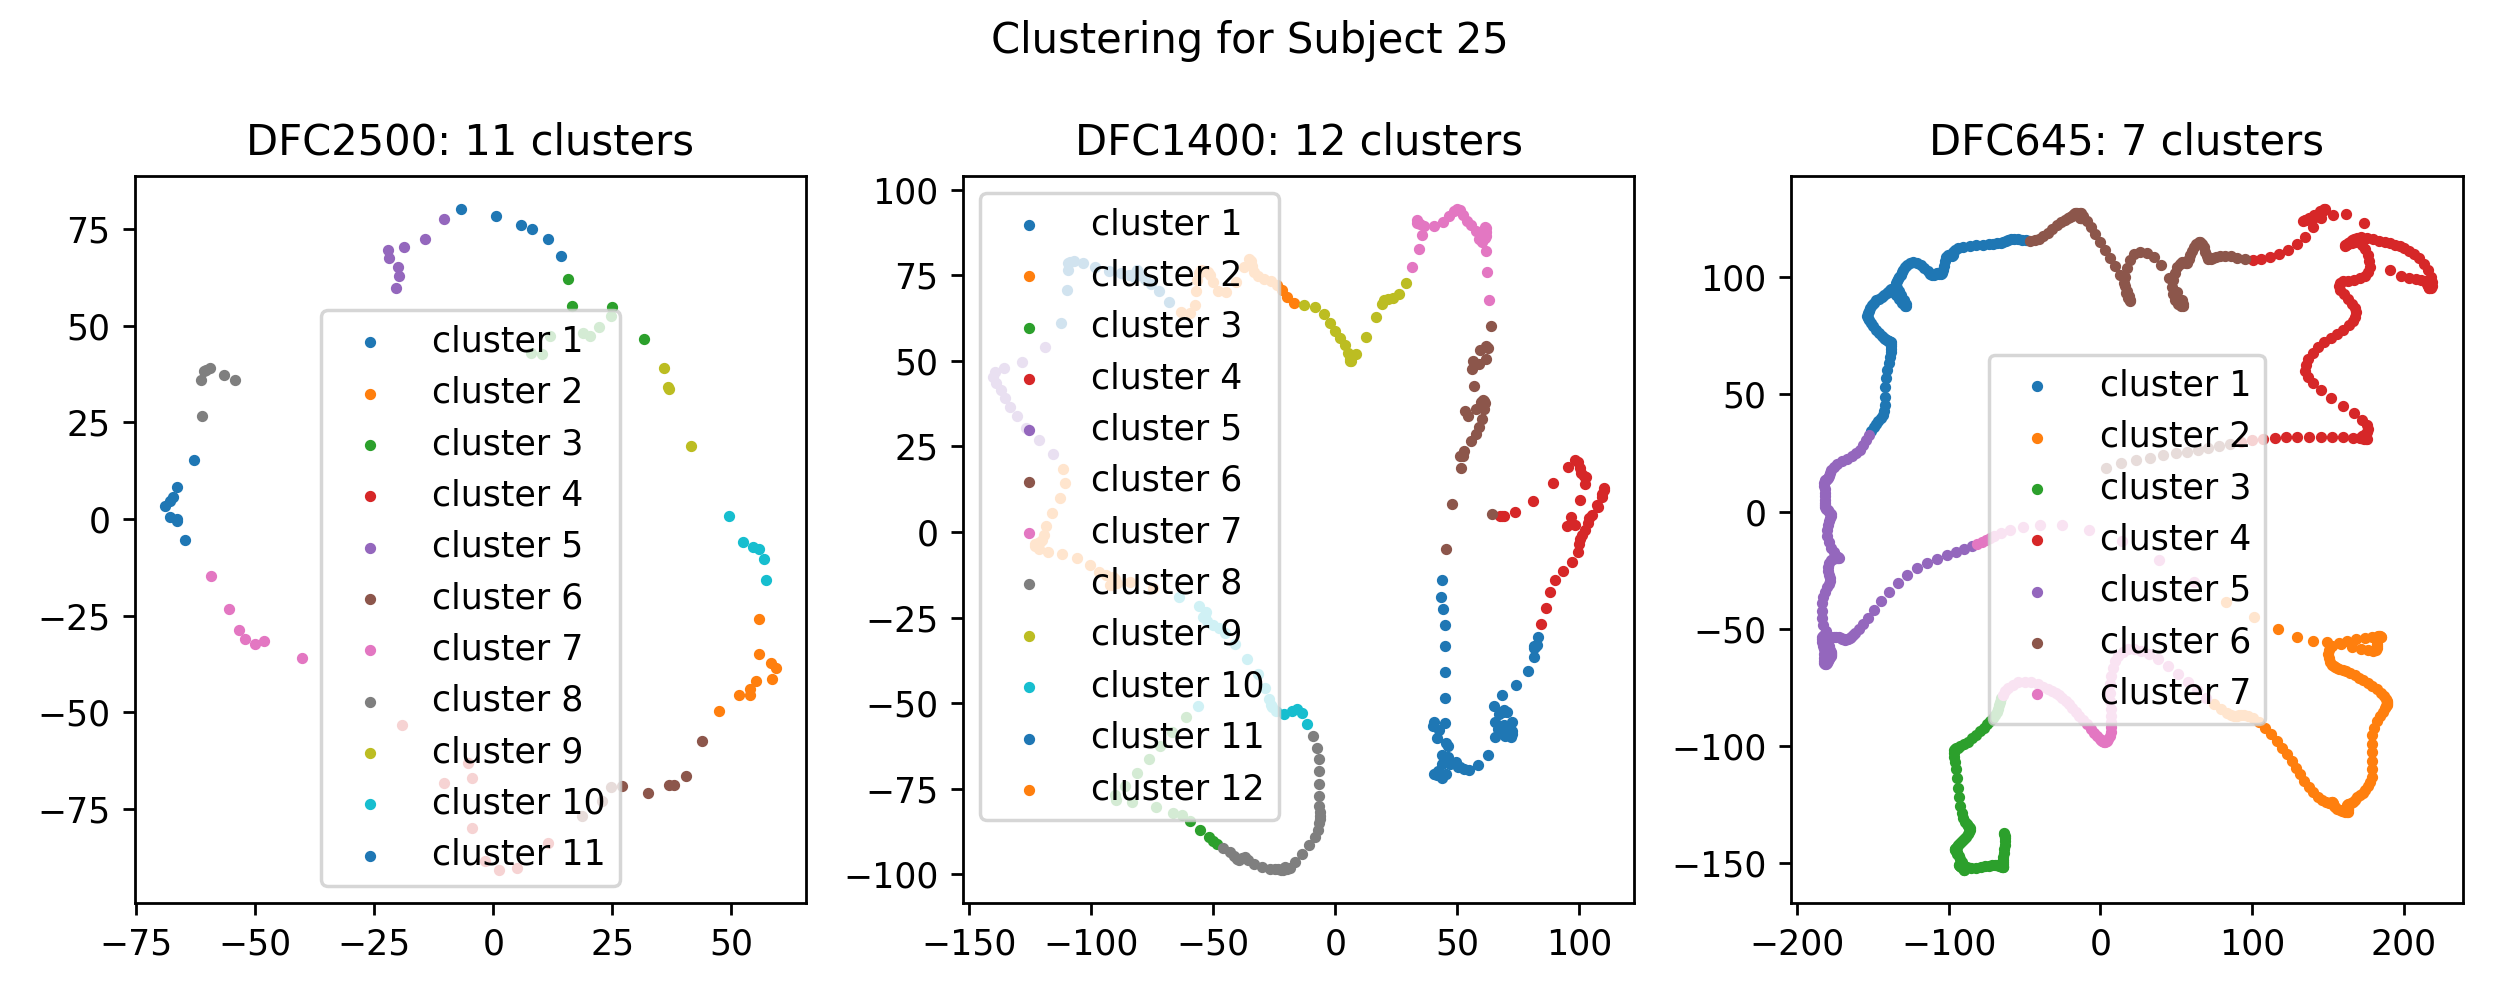 Clustering for Subject 25
DFC2500: 11 clusters
75
50
25
0
−25
−50
−75
−75
−50
−25
0
25
50
cluster 1
cluster 2
cluster 3
cluster 4
cluster 5
cluster 6
cluster 7
cluster 8
cluster 9
cluster 10
cluster 11
DFC1400: 12 clusters
100
75
50
25
0
−25
−50
−75
−100
−150
−100
−50
0
50
100
cluster 1
cluster 2
cluster 3
cluster 4
cluster 5
cluster 6
cluster 7
cluster 8
cluster 9
cluster 10
cluster 11
cluster 12
DFC645: 7 clusters
100
50
0
−50
−100
−150
−200
−100
0
100
200
cluster 1
cluster 2
cluster 3
cluster 4
cluster 5
cluster 6
cluster 7